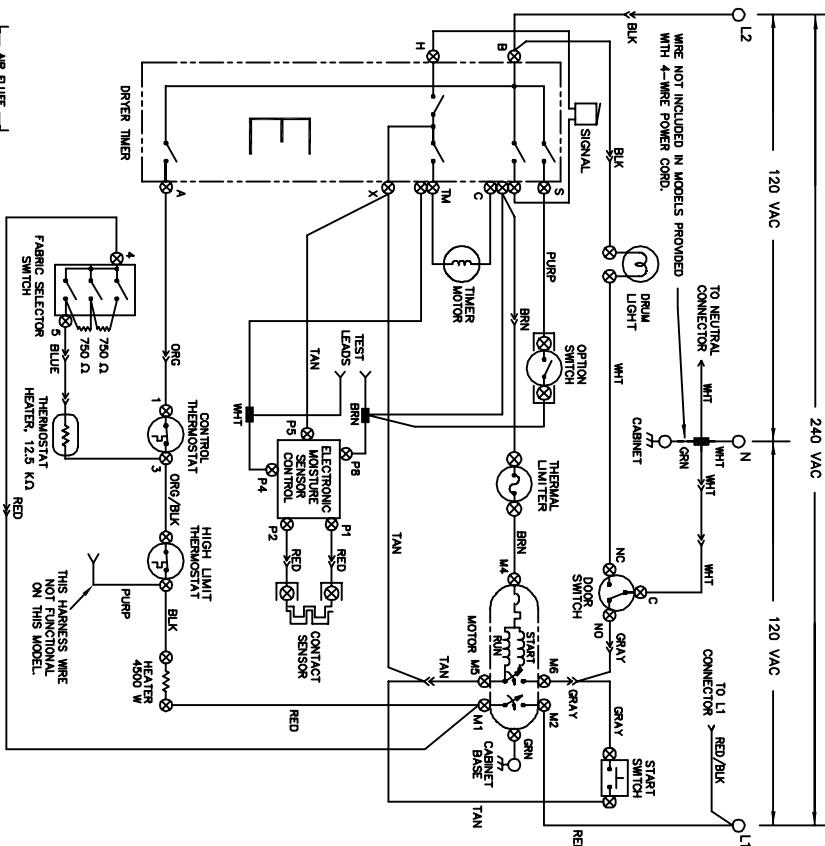 L2
120 VAC
240 VAC
N
120 VAC
L1
BLK
WIRE NOT INCLUDED IN MODELS PROVIDED
WITH 4-WIRE POWER CORD.
TO NEUTRAL
CONNECTOR
WHT
WHT
GRN
CABINET
WHT
WHT
TO L1
CONNECTOR
RED/BLK
BLK
DRUM
LIGHT
WHT
NC
C
DOOR
SWITCH
NO
GRAY
GRAY
START
SWITCH
TAN
RED
H
B
SIGNAL
DRYER TIMER
A
X
TM
C
S
PURP
OPTION
SWITCH
TIMER
MOTOR
BRN
THERMAL
LIMITER
BRN
M4
START
RUN
MOTOR
M5
M6
GRAY
TAN
M1
M2
GRN
CABINET
BASE
TAN
TAN
TEST
LEADS
WHT
BRN
P5
P8
ELECTRONIC
MOISTURE
SENSOR
CONTROL
P4
P2
P1
RED
RED
CONTACT
SENSOR
ORG
1
CONTROL
THERMOSTAT
3
ORG/BLK
HIGH LIMIT
THERMOSTAT
BLK
PURP
THIS HARNESS WIRE
NOT FUNCTIONAL
ON THIS MODEL.
HEATER
4500 W
RED
4
FABRIC SELECTOR
SWITCH
5 BLUE
750 Ω
750 Ω
THERMOSTAT
HEATER, 12.5 KΩ
RED
AIR FLUFF